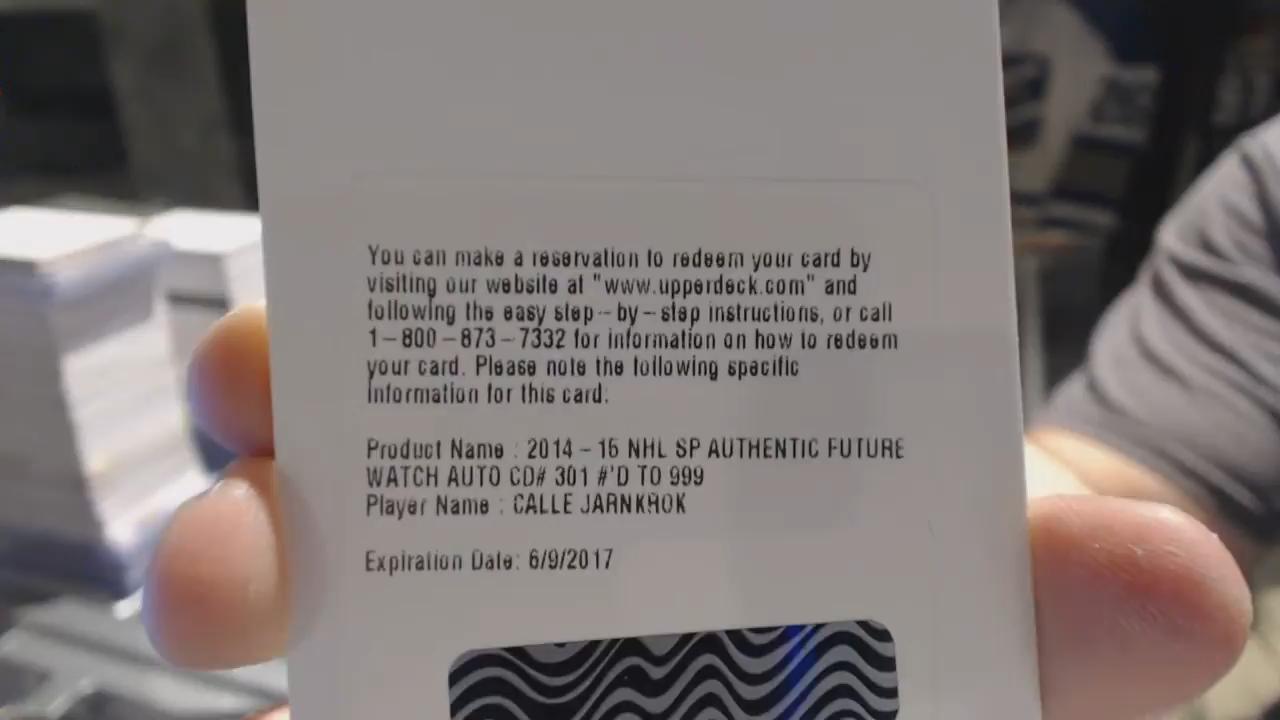 You can make a reservation to redeem your card by
visiting our website at "www.upperdeck.com" and
following the easy step-by-step instructions, or call
1-800-873-7332 for information on how to redeem
your card. Please note the following specific
information for this card:
Product Name : 2014 - 15 NHL SP AUTHENTIC FUTURE
WATCH AUTO CD# 301 #'D TO 999
Player Name : CALLE JARNKROK
Expiration Date: 6/9/2017